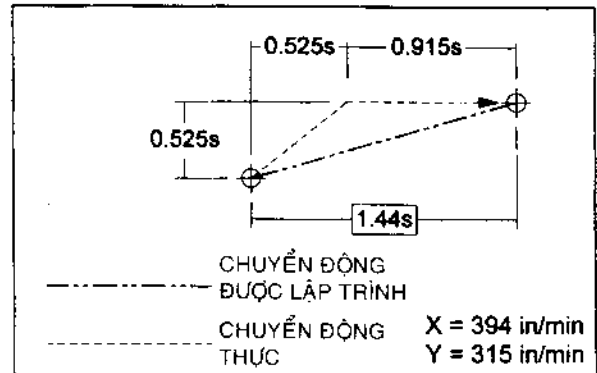 0.525s 0.915s
0.525s
1.44s
CHUYỂN ĐỘNG
ĐƯỢC LẬP TRÌNH
CHUYỂN ĐỘNG X = 394 in/min
THỰC Y = 315 in/min